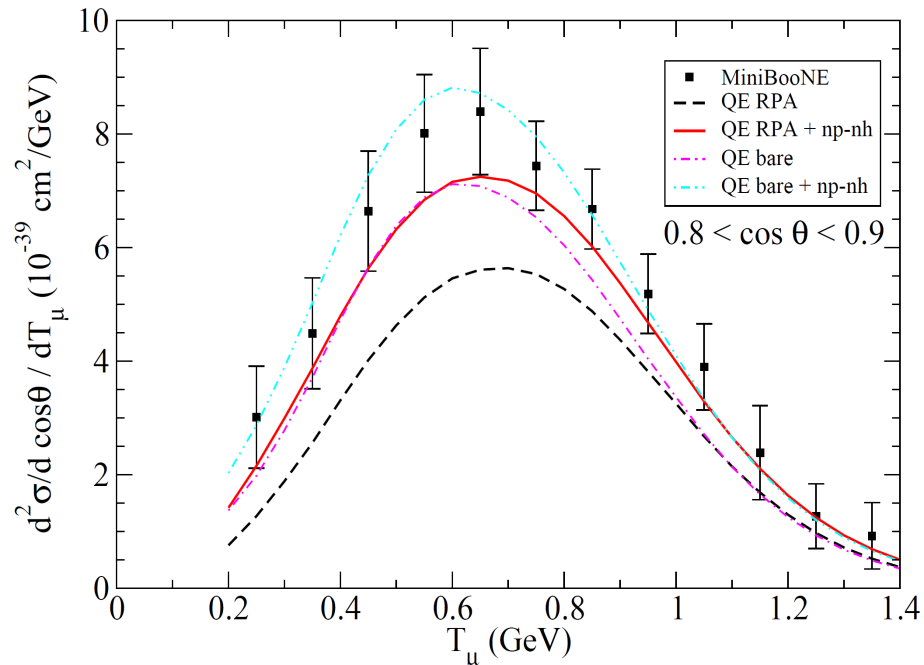 10
8
6
4
2
0
d²σ/d cosθ / dT_μ (10⁻³⁹ cm²/GeV)
MiniBooNE
QE RPA
QE RPA + np-nh
QE bare
QE bare + np-nh
0.8 < cos θ < 0.9
0 0.2 0.4 0.6 0.8 1 1.2 1.4
T_μ (GeV)